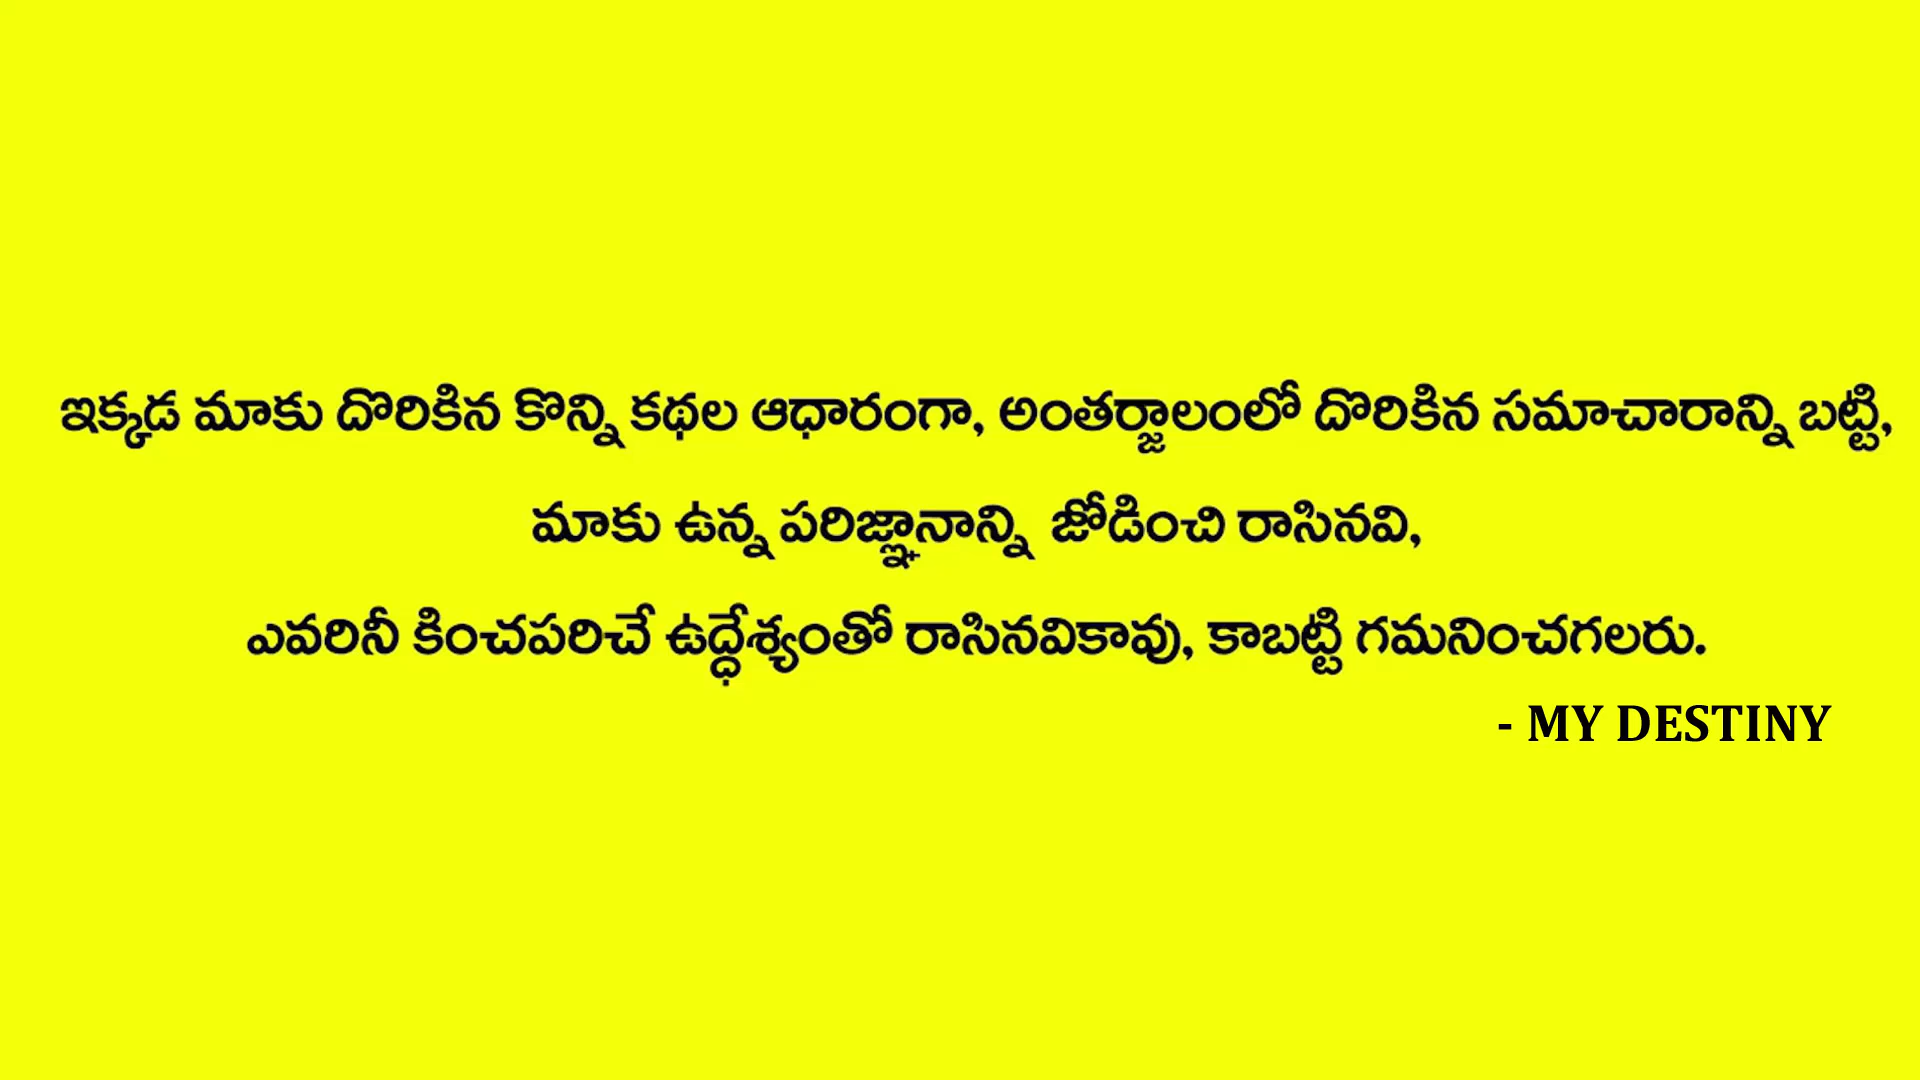 ఇక్కడ మాకు దొరికిన కొన్ని కథల ఆధారంగా, అంతర్జాలంలో దొరికిన సమాచారాన్ని బట్టి,
మాకు ఉన్న పరిజ్ఞానాన్ని జోడించి రాసినవి,
ఎవరినీ కించపరిచే ఉద్ధేశ్యంతో రాసినవికావు, కాబట్టి గమనించగలరు.
- MY DESTINY